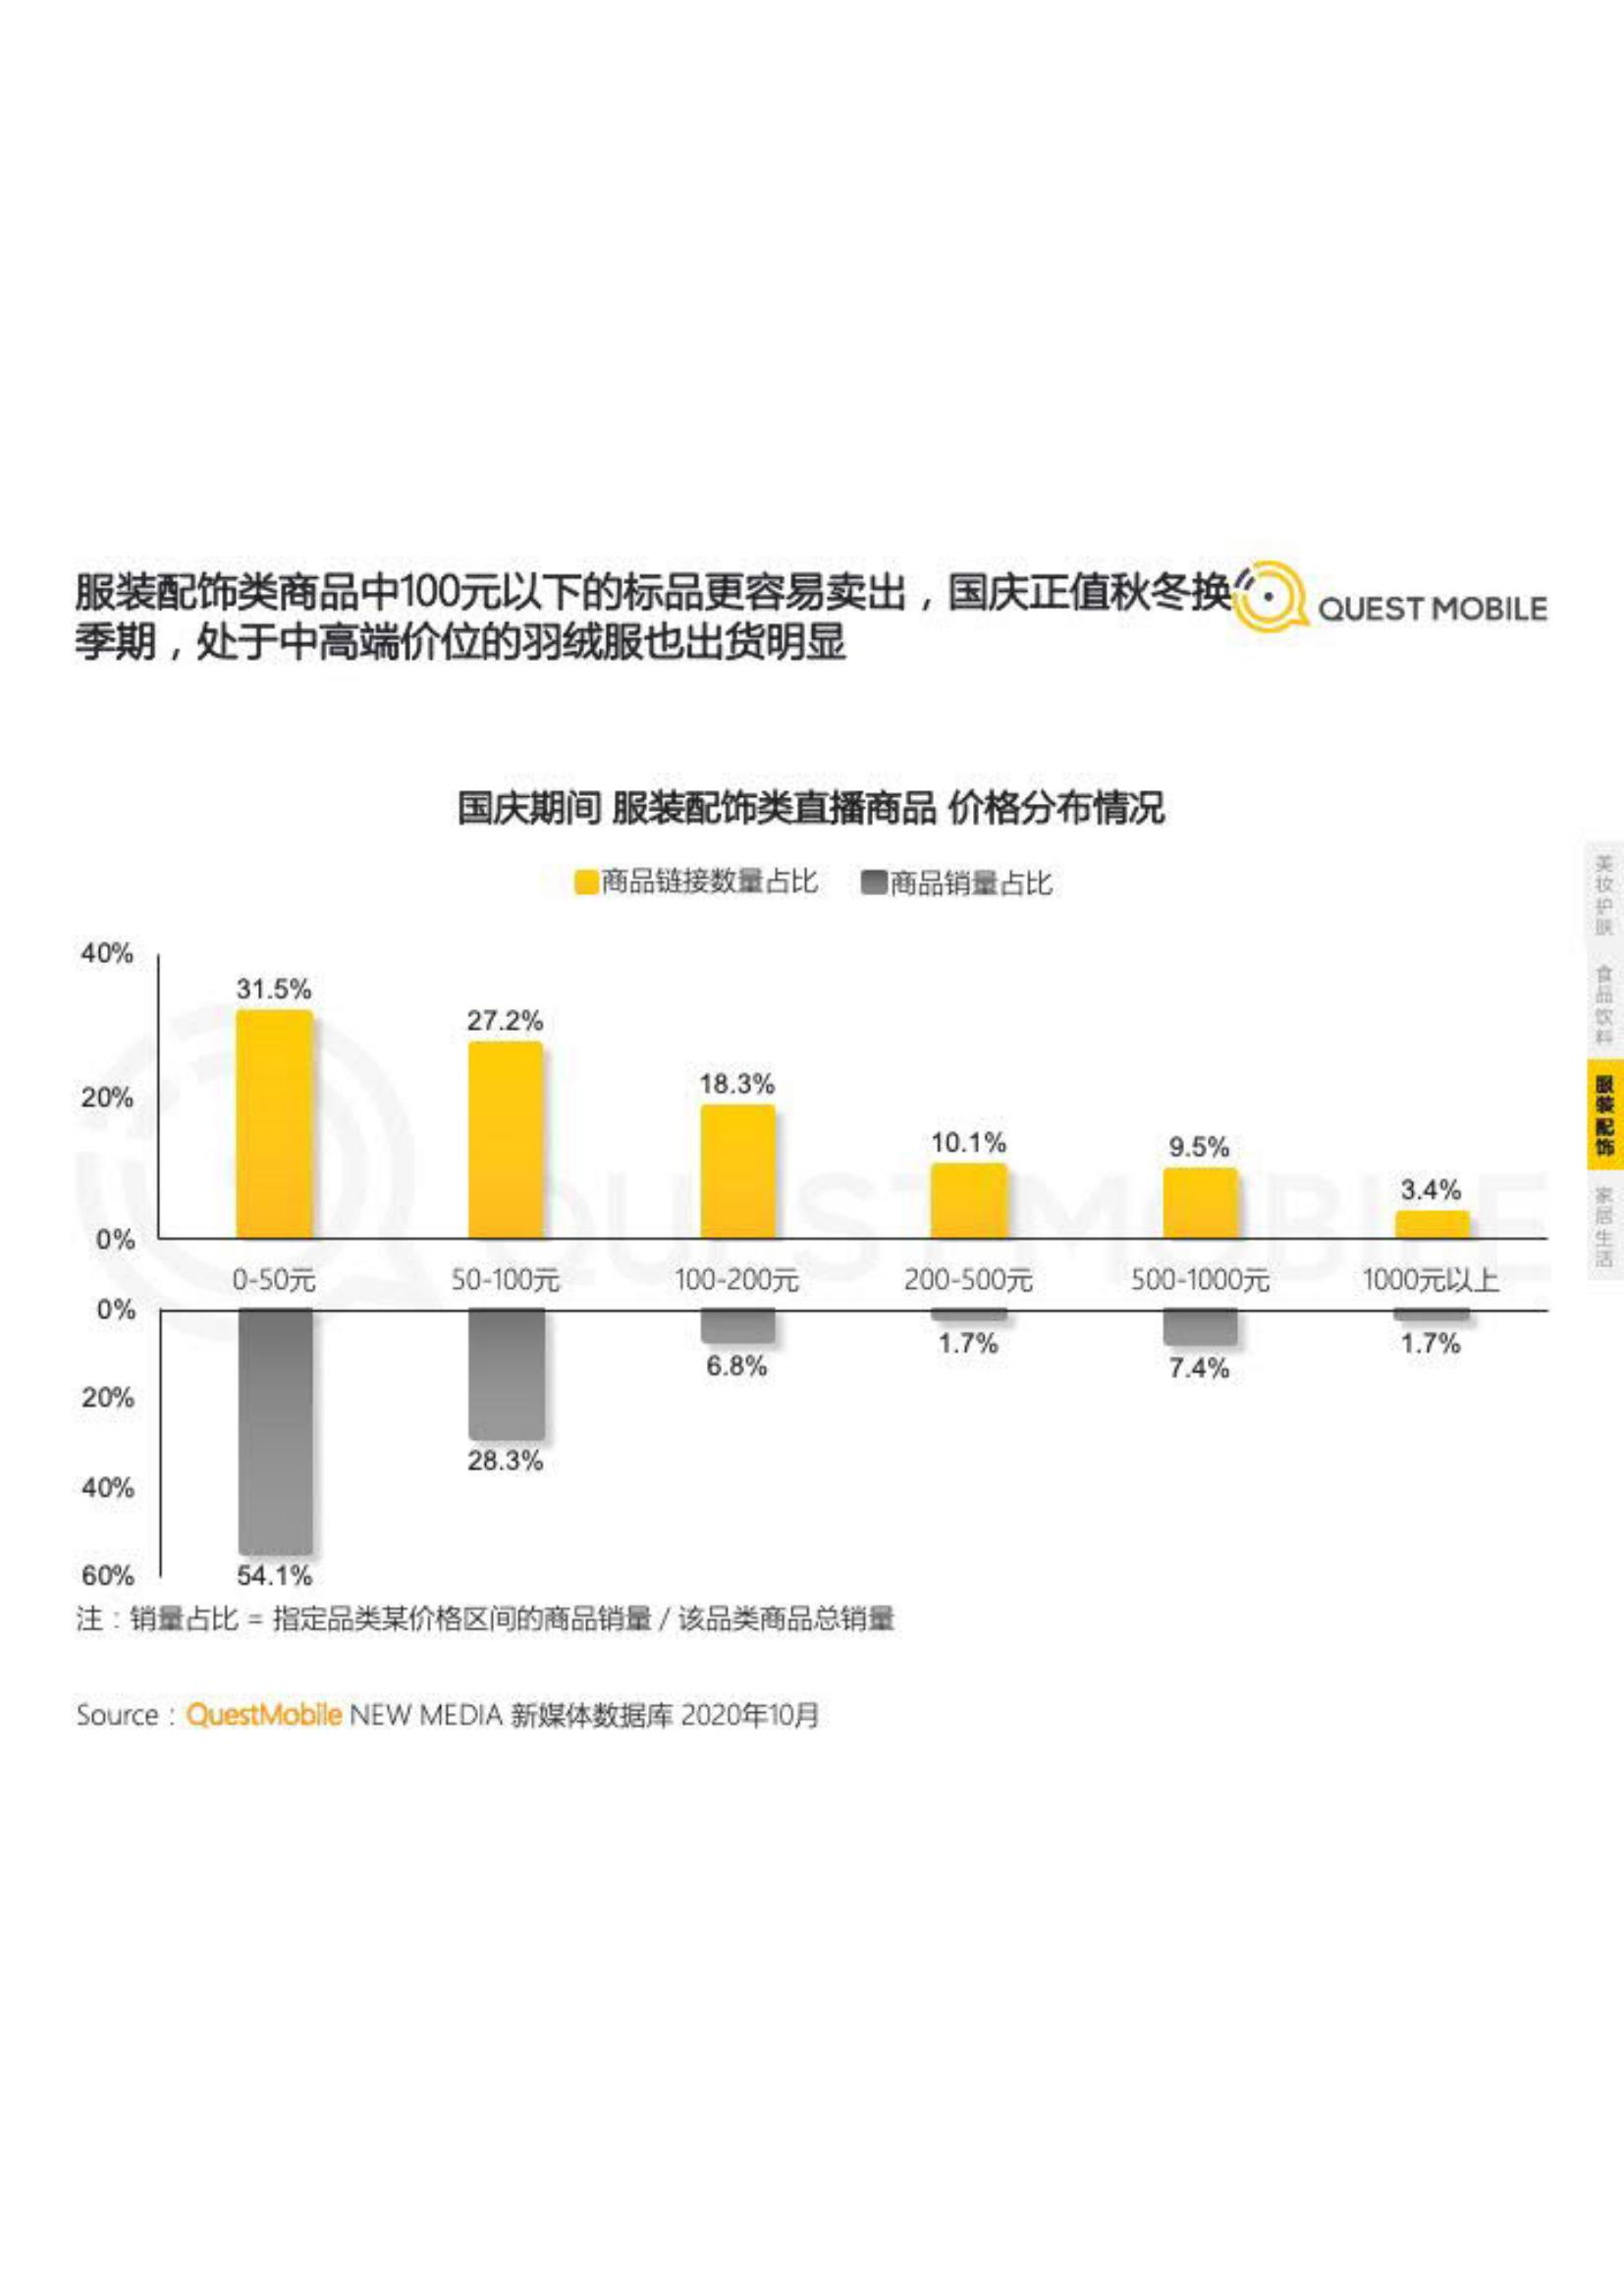 服装配饰类商品中100元以下的标品更容易卖出，国庆正值秋冬换
季期，处于中高端价位的羽绒服也出货明显
QUEST MOBILE
国庆期间 服装配饰类直播商品 价格分布情况
商品链接数量占比 商品销量占比
40%
20%
0%
31.5%
27.2%
18.3%
10.1%
9.5%
3.4%
0-50元 50-100元 100-200元 200-500元 500-1000元 1000元以上
0%
20%
40%
60%
54.1%
28.3%
6.8%
1.7%
7.4%
1.7%
注：销量占比 = 指定品类某价格区间的商品销量 / 该品类商品总销量
Source：QuestMobile NEW MEDIA 新媒体数据库 2020年10月
美妆护肤
食品饮料
服装配饰
家居生活
QUEST MOBILE